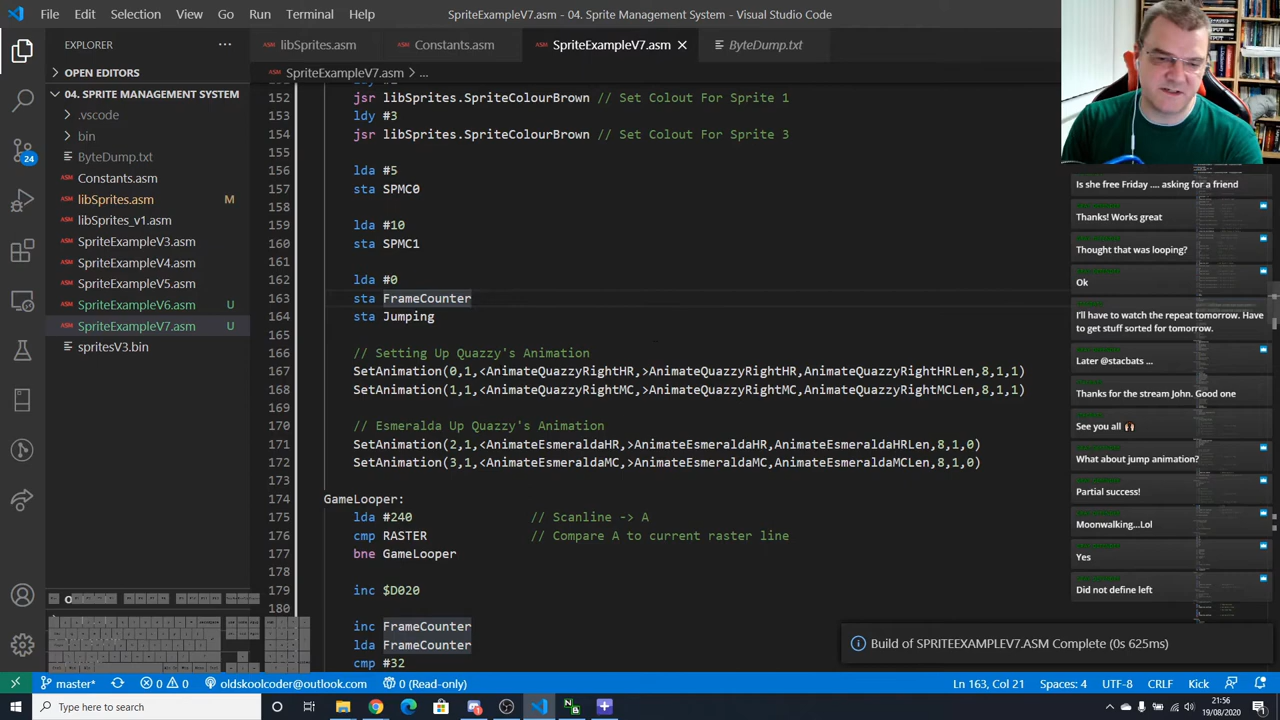 File Edit Selection View Go Run Terminal Help
SpriteExampleV7.asm - 04. Sprite Management System - Visual Studio Code
EXPLORER
OPEN EDITORS
04. SPRITE MANAGEMENT SYSTEM
.vscode
bin
ByteDump.txt
ASM Constants.asm
ASM libSprites.asm M
ASM libSprites_v1.asm
ASM SpriteExampleV3.asm
ASM SpriteExampleV4.asm
ASM SpriteExampleV5.asm
ASM SpriteExampleV6.asm U
ASM SpriteExampleV7.asm U
spritesV3.bin
24
ASM libSprites.asm
ASM Constants.asm
ASM SpriteExampleV7.asm
ByteDump.txt
ASM SpriteExampleV7.asm > ...
152 jsr libSprites.SpriteColourBrown // Set Colout For Sprite 1
153 ldy #3
154 jsr libSprites.SpriteColourBrown // Set Colout For Sprite 3
155
156 lda #5
157 sta SPMC0
158
159 lda #10
160 sta SPMC1
161
162 lda #0
163 sta FrameCounter
164 sta Jumping
165
166 // Setting Up Quazzy's Animation
167 SetAnimation(0,1,<AnimateQuazzyRightHR,>AnimateQuazzyRightHR,AnimateQuazzyRightHRLen,8,1,1)
168 SetAnimation(1,1,<AnimateQuazzyRightMC,>AnimateQuazzyRightMC,AnimateQuazzyRightMCLen,8,1,1)
169
170 // Esmeralda Up Quazzy's Animation
171 SetAnimation(2,1,<AnimateEsmeraldaHR,>AnimateEsmeraldaHR,AnimateEsmeraldaHRLen,8,1,0)
172 SetAnimation(3,1,<AnimateEsmeraldaMC,>AnimateEsmeraldaMC,AnimateEsmeraldaMCLen,8,1,0)
173
174 GameLooper:
175 lda #240 // Scanline -> A
176 cmp RASTER // Compare A to current raster line
177 bne GameLooper
178
179 inc $D020
180
inc FrameCounter
lda FrameCounter
cmp #32
Is she free Friday .... asking for a friend
Thanks! Works great
Thought that was looping?
Ok
I'll have to watch the repeat tomorrow. Have
to get stuff sorted for tomorrow.
Later @stacbats ...
Thanks for the stream John. Good one
See you all
What about jump animation?
Partial success!
Moonwalking...Lol
Yes
Did not define left
Build of SPRITEEXAMPLEV7.ASM Complete (0s 625ms)
master* 0 0 oldskoolcoder@outlook.com 0 (Read-only)
Ln 163, Col 21 Spaces: 4 UTF-8 CRLF ASM Kick
Type here to search
21:56
19/08/2020